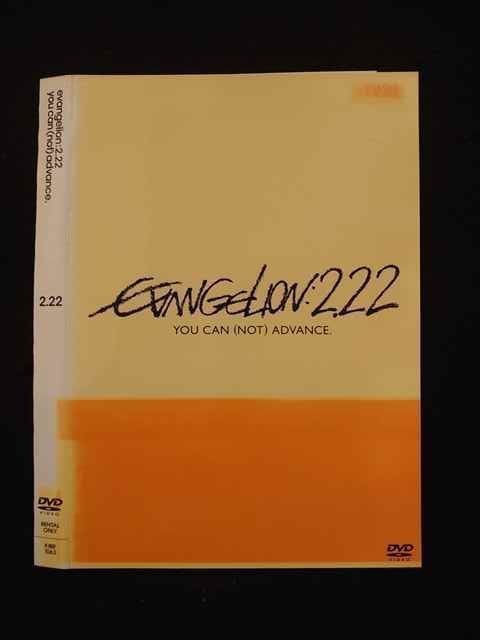 evangelion:2.22
you can (not) advance.
2.22
DVD
VIDEO
RENTAL
ONLY
EVANGELION:2.22
YOU CAN (NOT) ADVANCE.
DVD
VIDEO